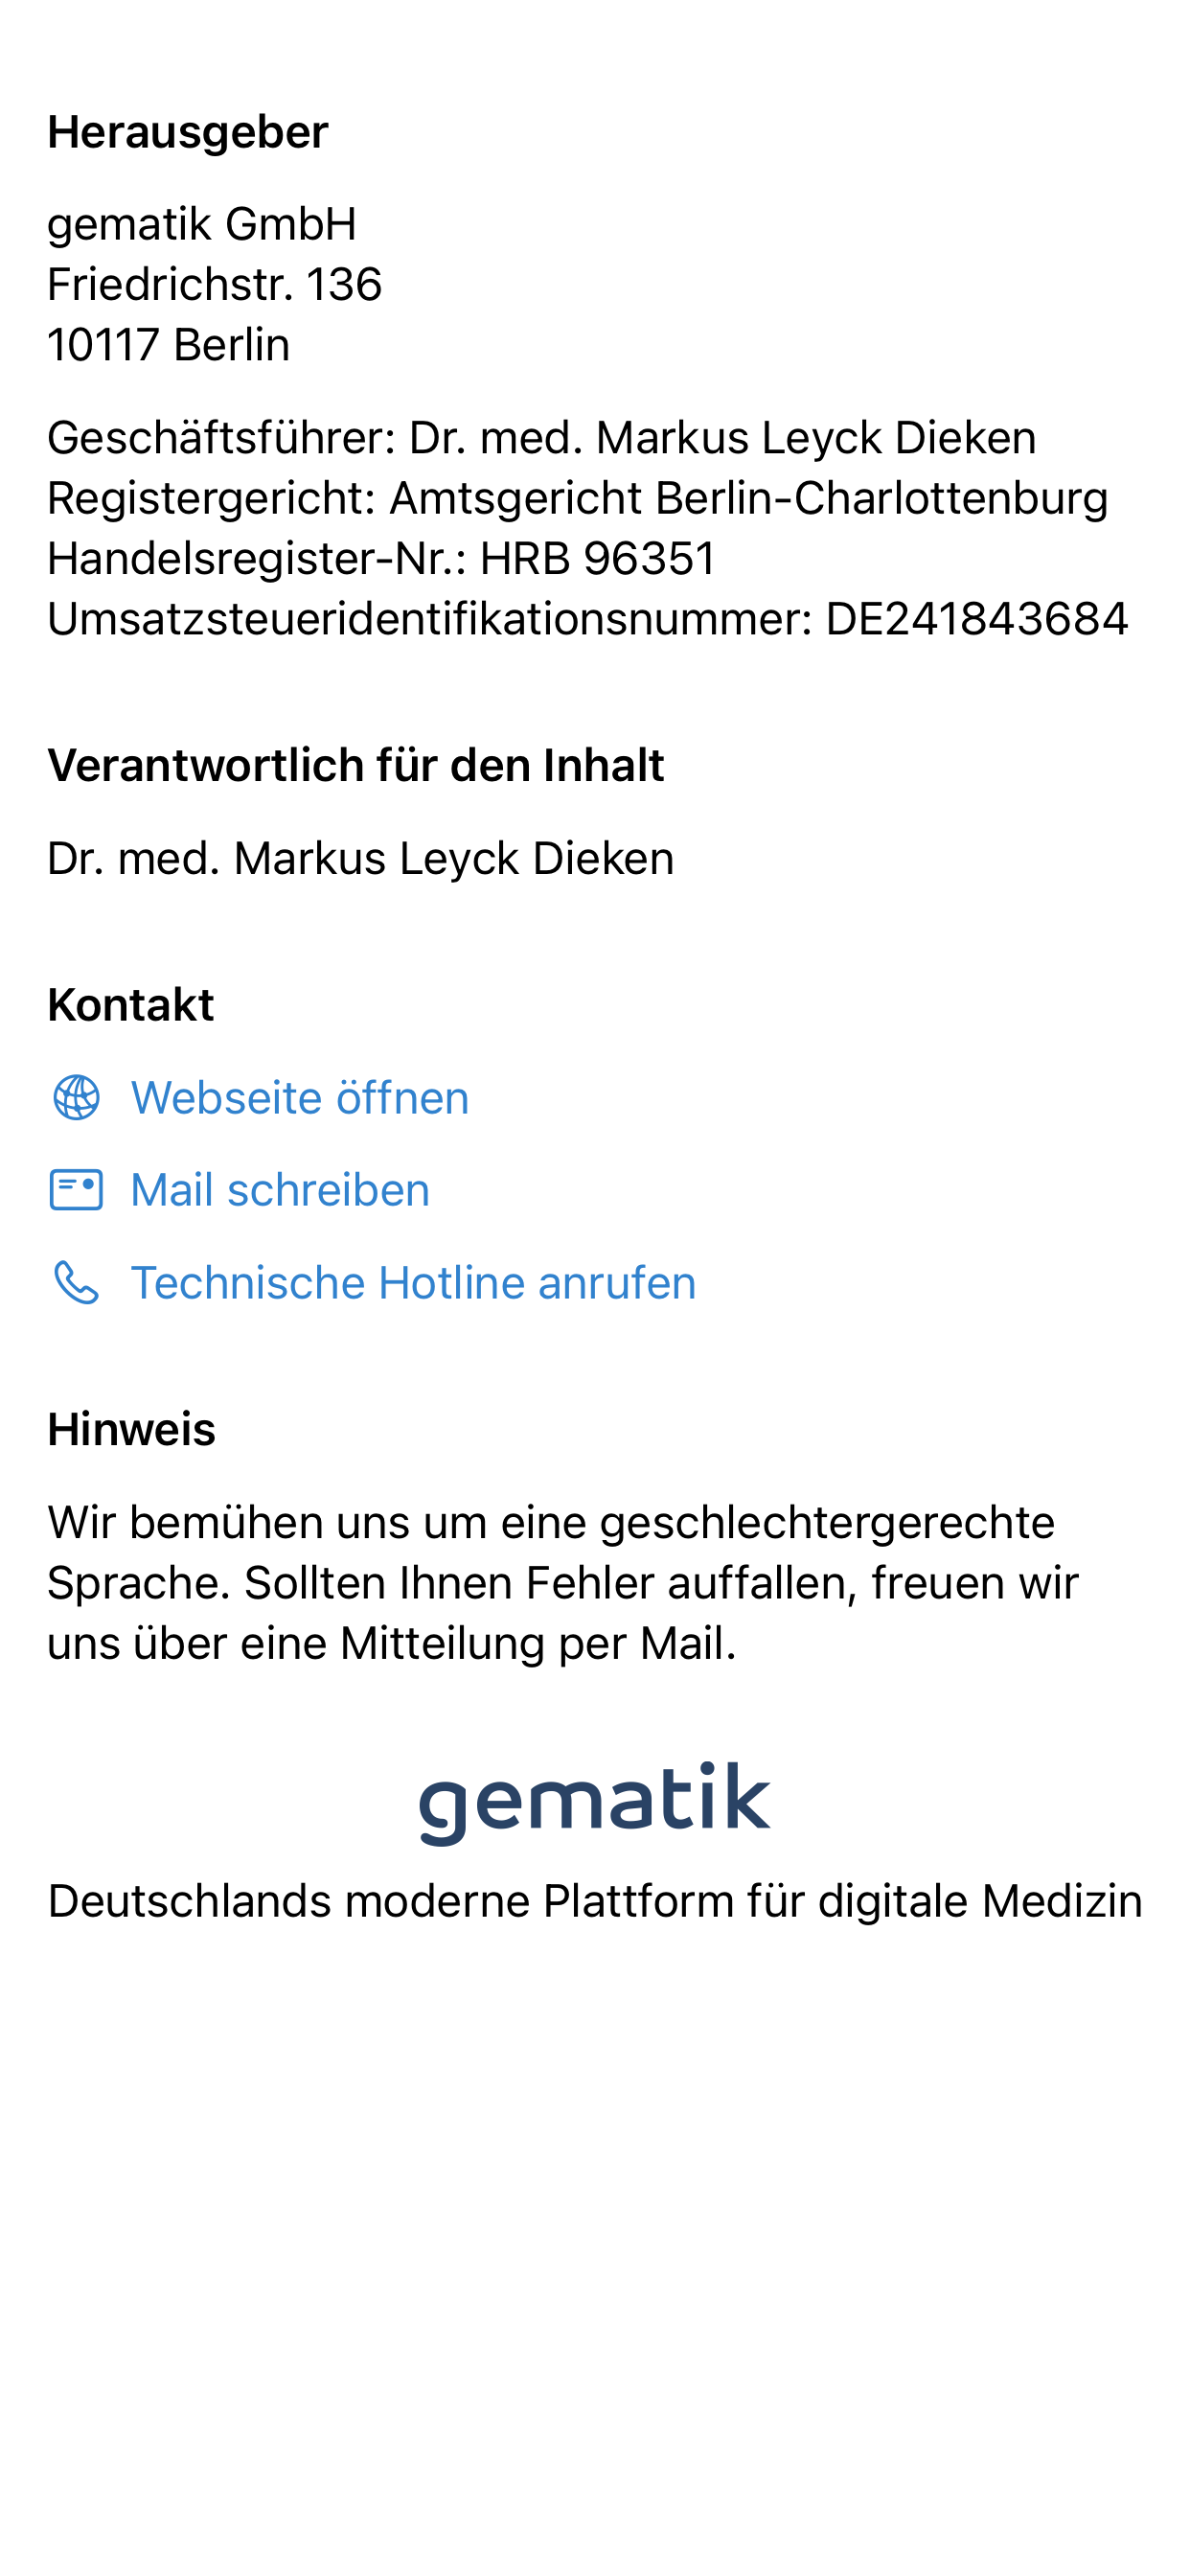 Herausgeber
gematik GmbH
Friedrichstr. 136
10117 Berlin
Geschäftsführer: Dr. med. Markus Leyck Dieken
Registergericht: Amtsgericht Berlin-Charlottenburg
Handelsregister-Nr.: HRB 96351
Umsatzsteueridentifikationsnummer: DE241843684
Verantwortlich für den Inhalt
Dr. med. Markus Leyck Dieken
Kontakt
Webseite öffnen
Mail schreiben
Technische Hotline anrufen
Hinweis
Wir bemühen uns um eine geschlechtergerechte
Sprache. Sollten Ihnen Fehler auffallen, freuen wir
uns über eine Mitteilung per Mail.
gematik
Deutschlands moderne Plattform für digitale Medizin